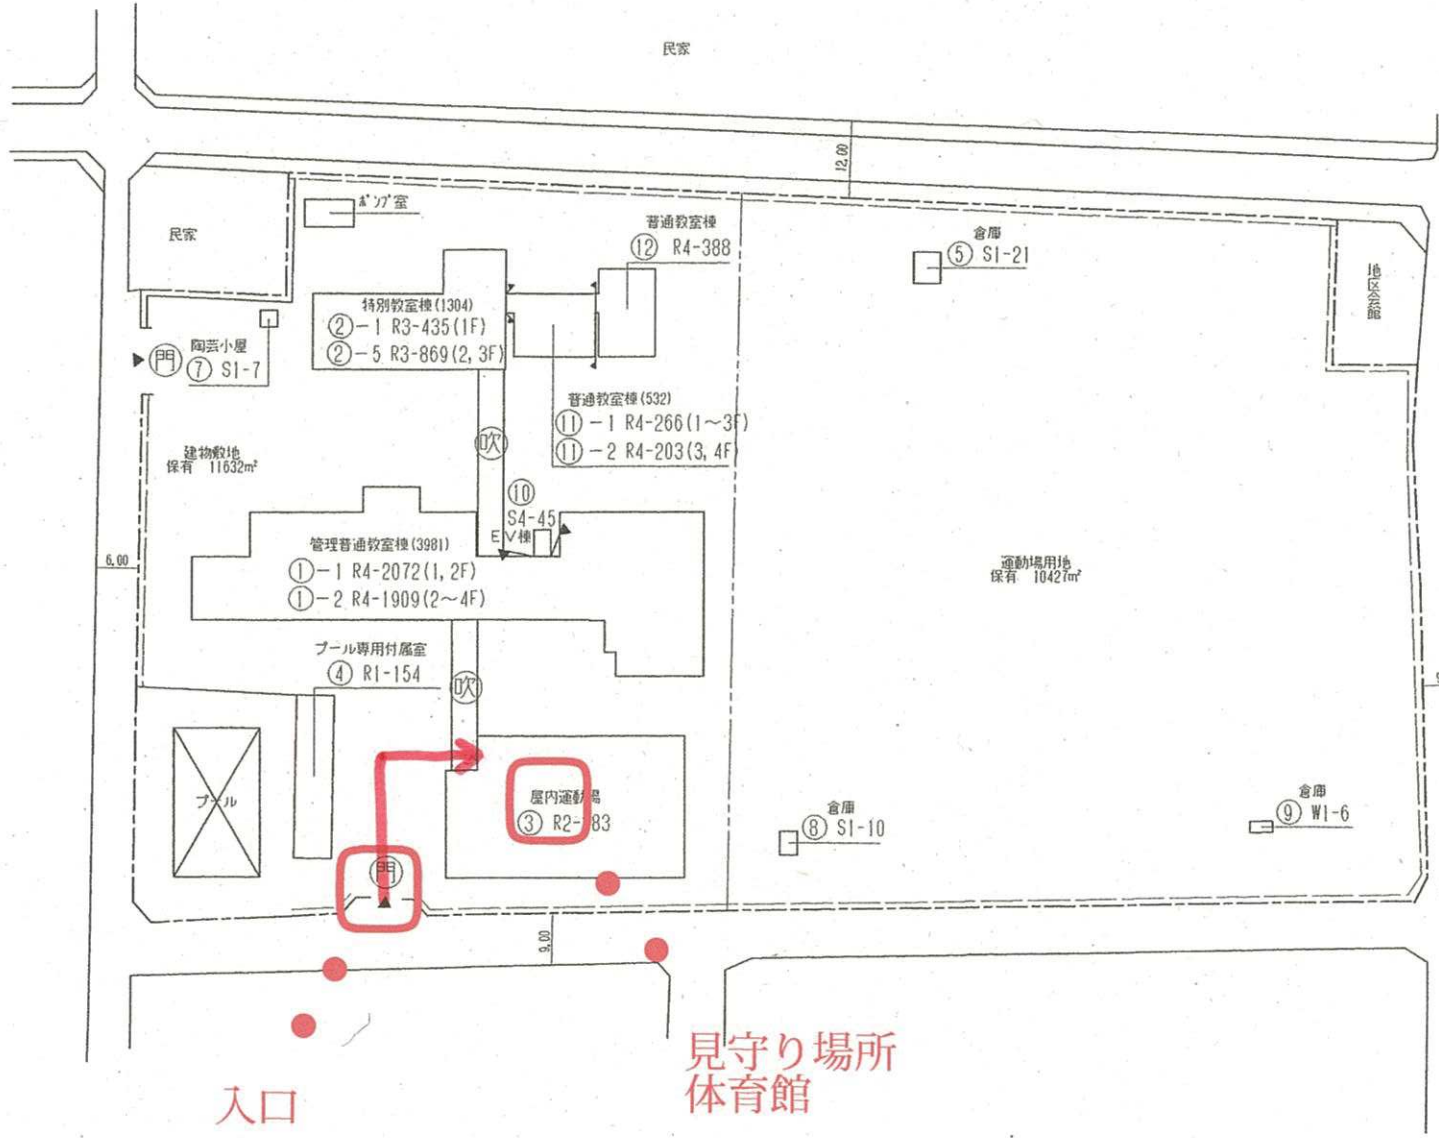 民家
12.00
ポンプ室
民家
普通教室棟
⑫ R4-388
倉庫
⑤ S1-21
地区会館
特別教室棟(1304)
②-1 R3-435(1F)
②-5 R3-869(2,3F)
陶芸小屋
門
⑦ S1-7
普通教室棟(532)
⑪-1 R4-266(1~3F)
⑪-2 R4-203(3,4F)
吹
建物敷地
保有 11632m²
⑩
S4-45
EV棟
管理普通教室棟(3981)
①-1 R4-2072(1,2F)
①-2 R4-1909(2~4F)
6.00
運動場用地
保有 10427m²
プール専用付属室
④ R1-154
吹
プール
屋内運動場
③ R2-783
倉庫
⑧ S1-10
倉庫
⑨ W1-6
門
9.00
見守り場所
体育館
入口